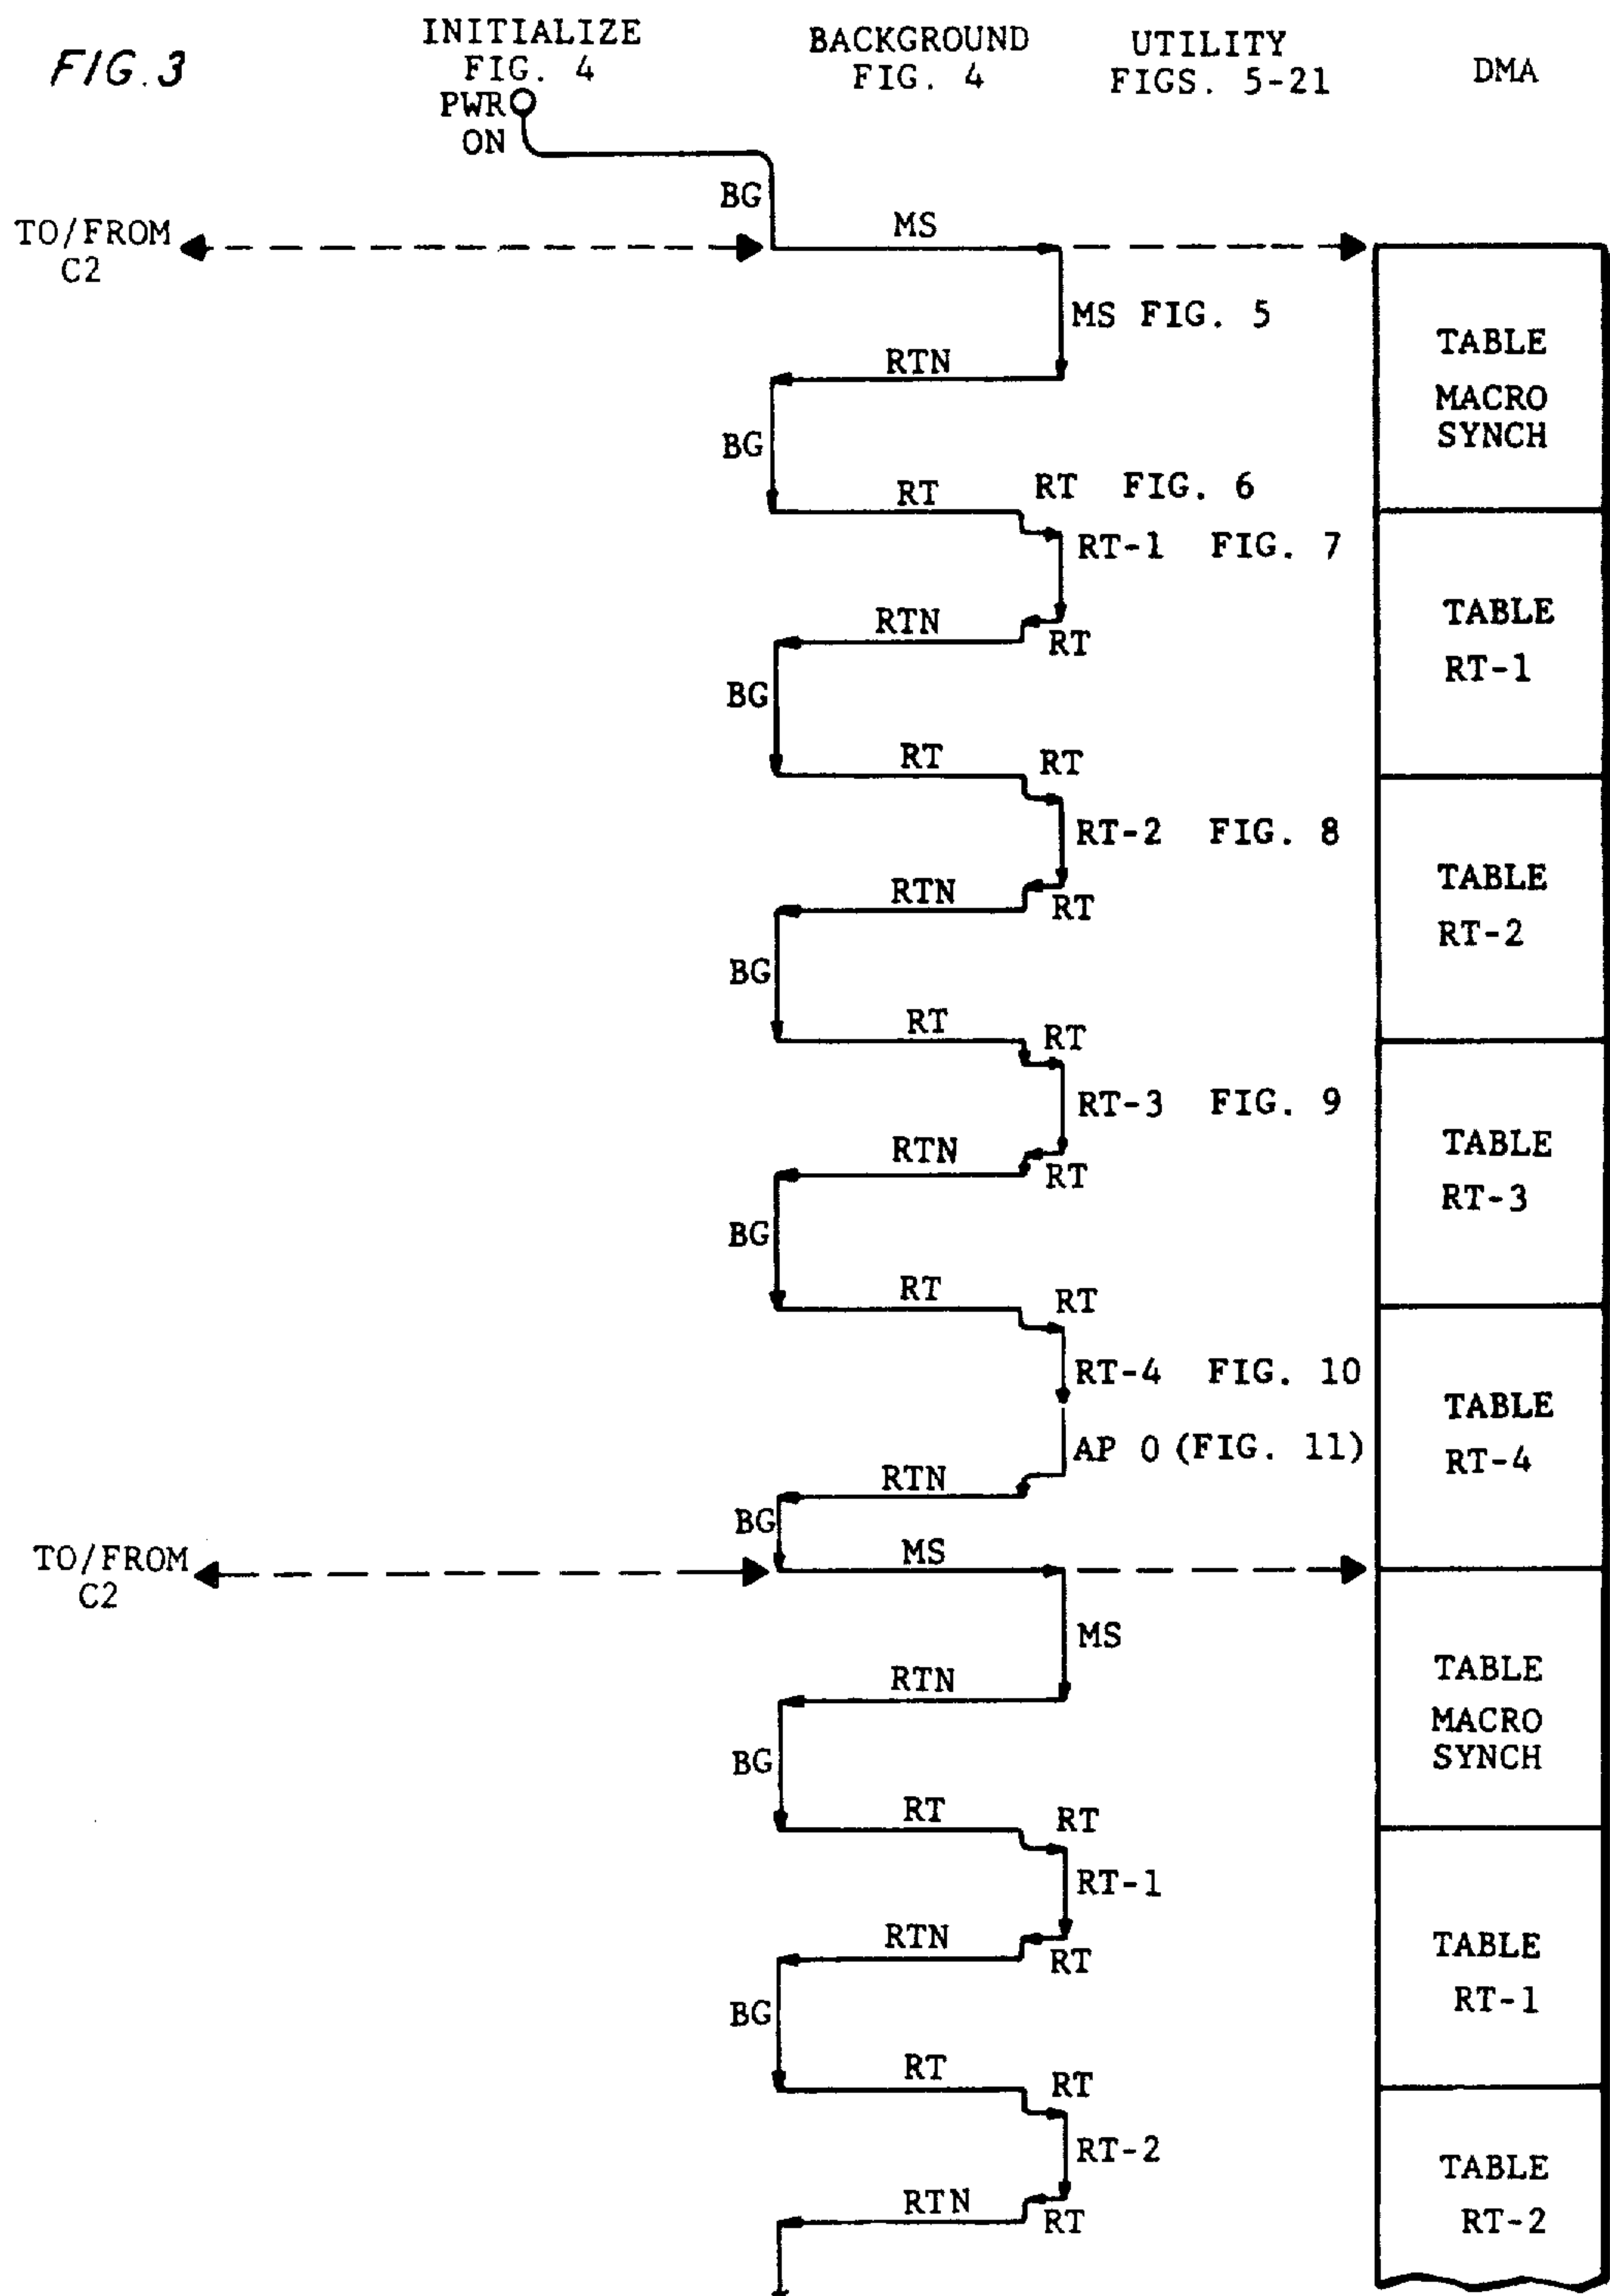 FIG. 3
INITIALIZE
FIG. 4
PWR
ON
BACKGROUND
FIG. 4
UTILITY
FIGS. 5-21
DMA
BG
TO/FROM
C2
MS
MS FIG. 5
TABLE
MACRO
SYNCH
RTN
BG
RT
RT FIG. 6
RT-1 FIG. 7
TABLE
RT-1
RTN
RT
BG
RT
RT
RT-2 FIG. 8
TABLE
RT-2
RTN
RT
BG
RT
RT
RT-3 FIG. 9
TABLE
RT-3
RTN
RT
BG
RT
RT
RT-4 FIG. 10
TABLE
RT-4
AP 0 (FIG. 11)
RTN
BG
TO/FROM
C2
MS
MS
TABLE
MACRO
SYNCH
RTN
BG
RT
RT
RT-1
TABLE
RT-1
RTN
RT
BG
RT
RT
RT-2
TABLE
RT-2
RTN
RT